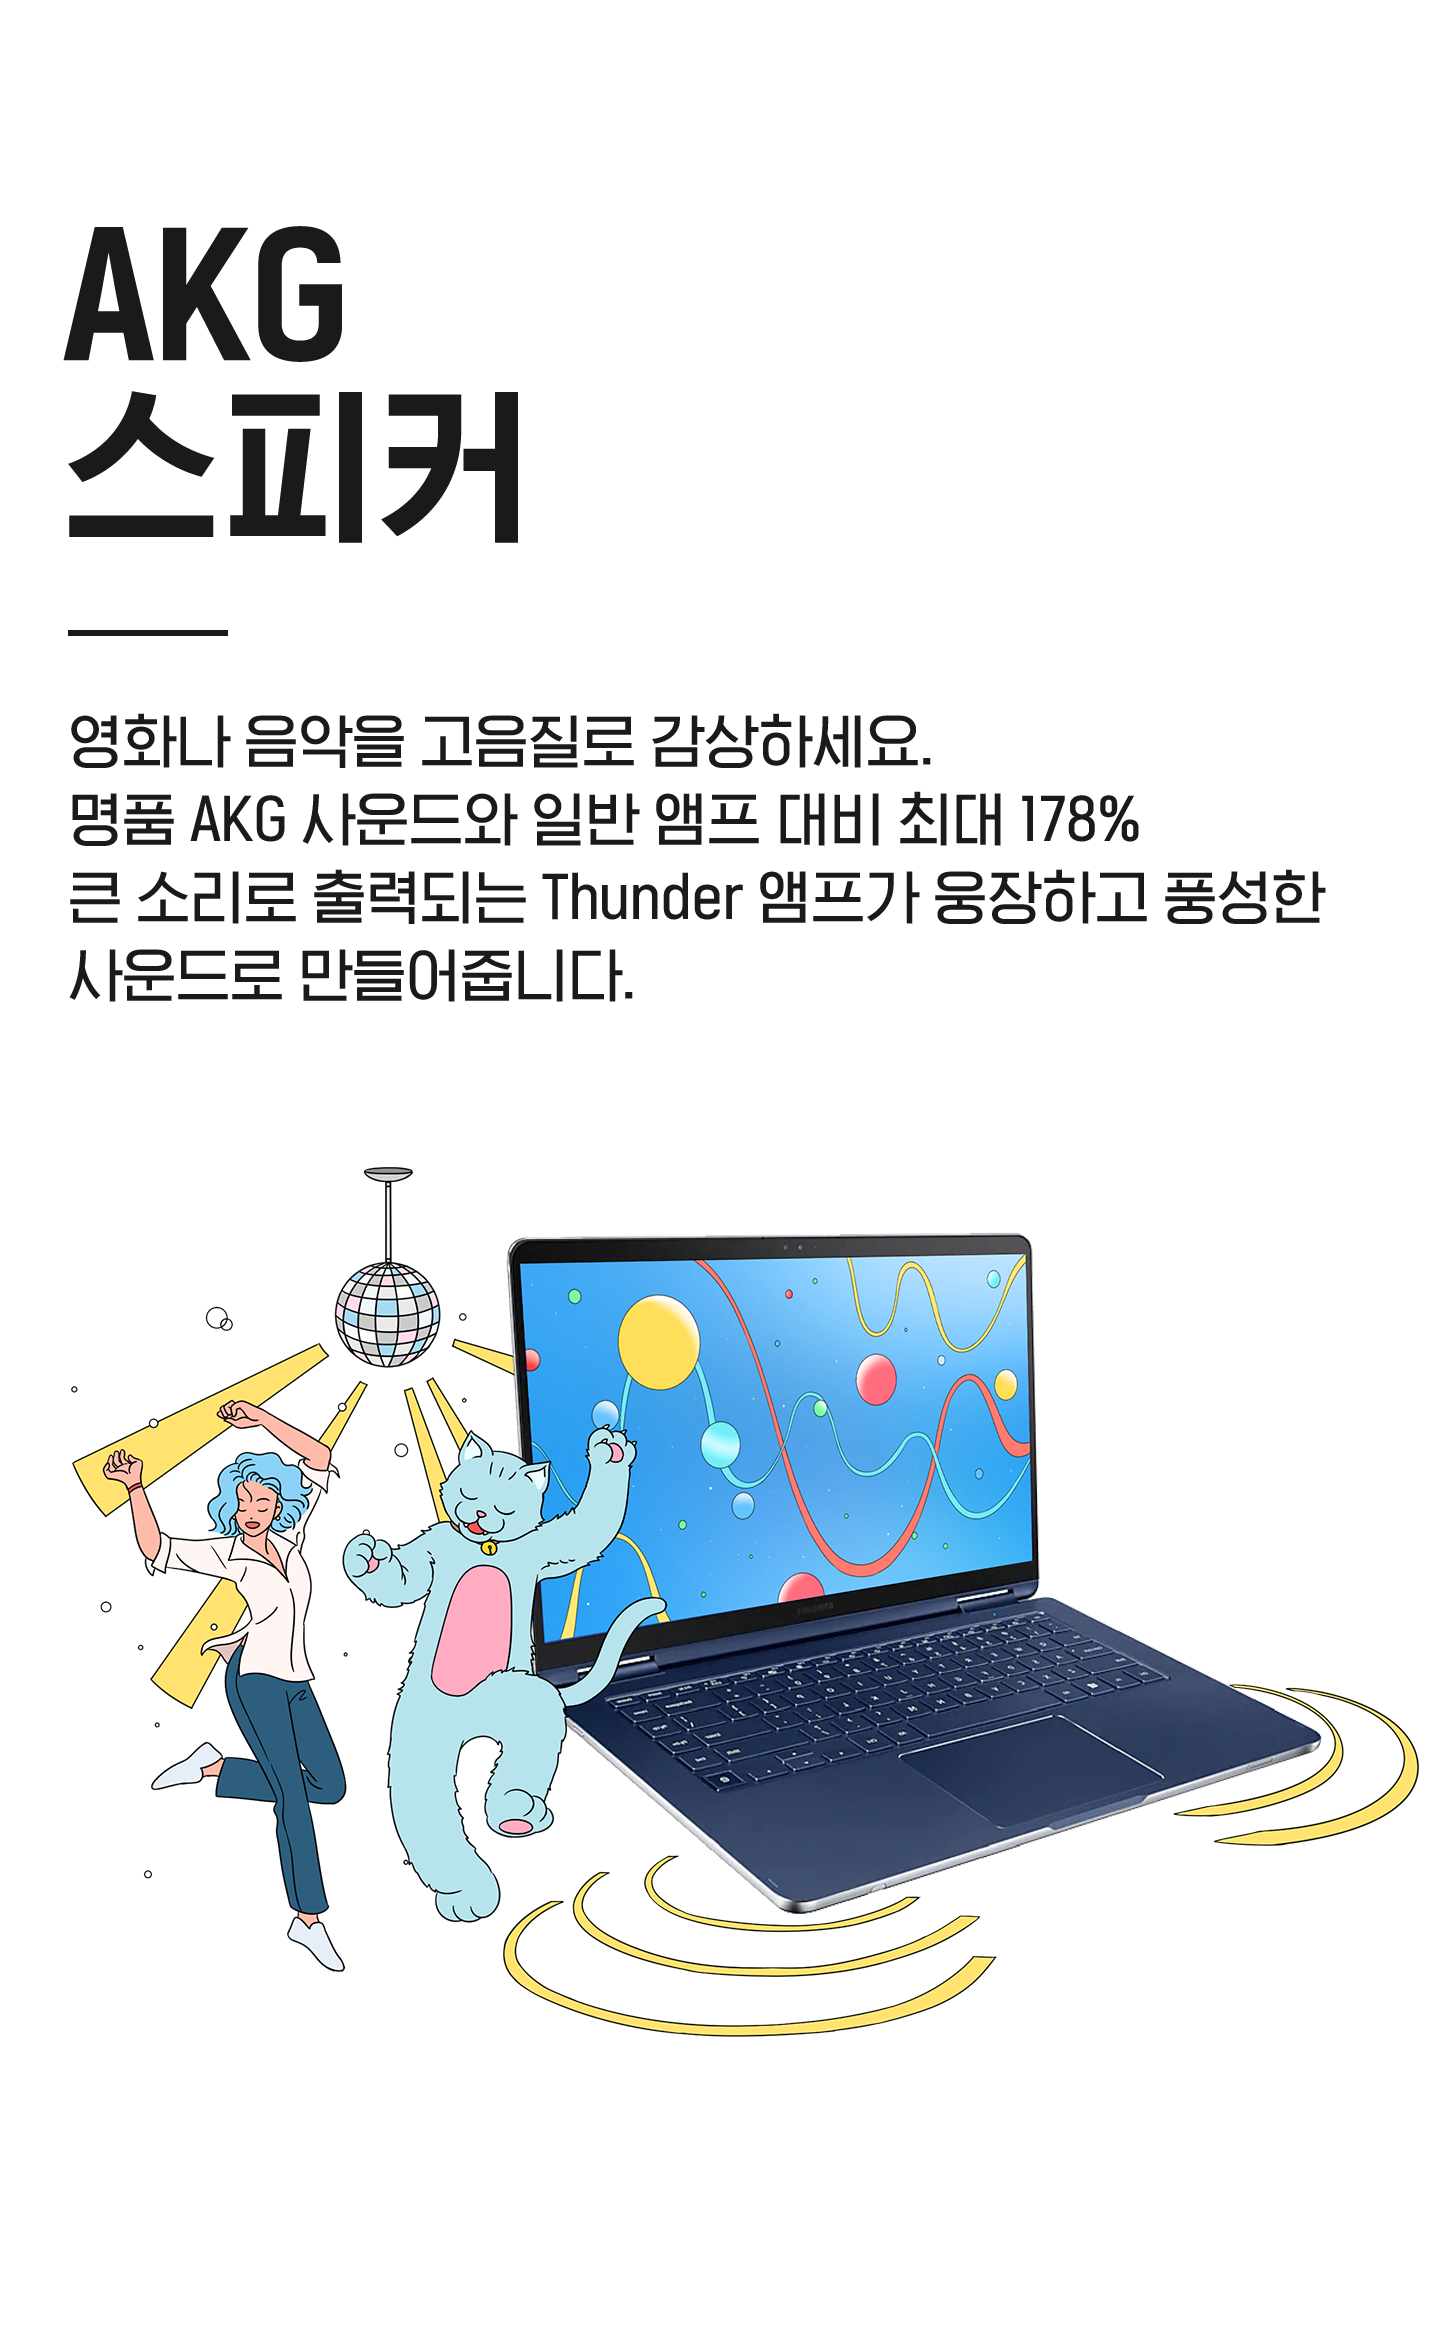 AKG
스피커
영화나 음악을 고음질로 감상하세요.
명품 AKG 사운드와 일반 앰프 대비 최대 178%
큰 소리로 출력되는 Thunder 앰프가 웅장하고 풍성한
사운드로 만들어줍니다.